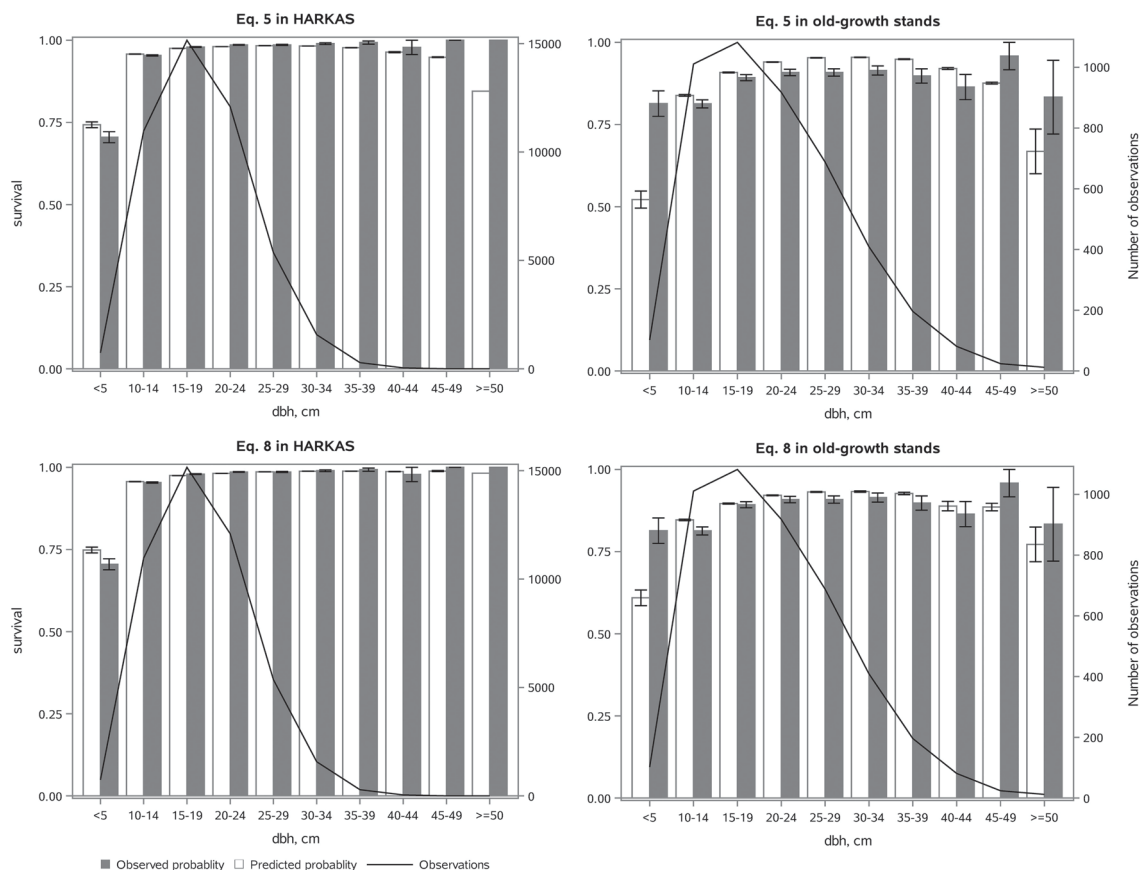 Eq. 5 in HARKAS
1.00
0.75
0.50
0.25
0.00
survival
15000
10000
5000
0
<5 10-14 15-19 20-24 25-29 30-34 35-39 40-44 45-49 >=50
dbh, cm
Eq. 5 in old-growth stands
1.00
0.75
0.50
0.25
0.00
1000
800
600
400
200
0
Number of observations
<5 10-14 15-19 20-24 25-29 30-34 35-39 40-44 45-49 >=50
dbh, cm
Eq. 8 in HARKAS
1.00
0.75
0.50
0.25
0.00
survival
15000
10000
5000
0
<5 10-14 15-19 20-24 25-29 30-34 35-39 40-44 45-49 >=50
dbh, cm
Eq. 8 in old-growth stands
1.00
0.75
0.50
0.25
0.00
1000
800
600
400
200
0
Number of observations
<5 10-14 15-19 20-24 25-29 30-34 35-39 40-44 45-49 >=50
dbh, cm
Observed probablity Predicted probablity Observations